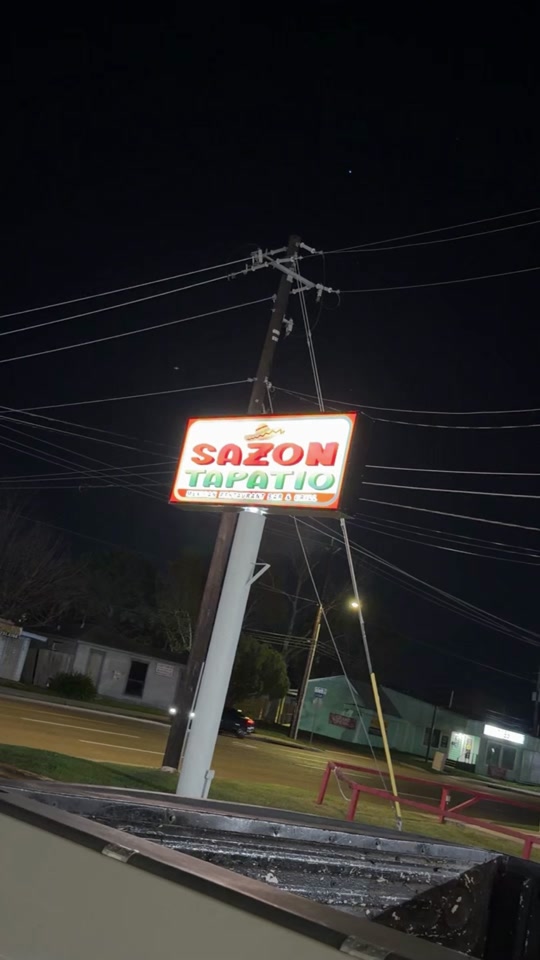 SAZON
TAPATIO
MEXICAN RESTAURANT BAR & GRILL